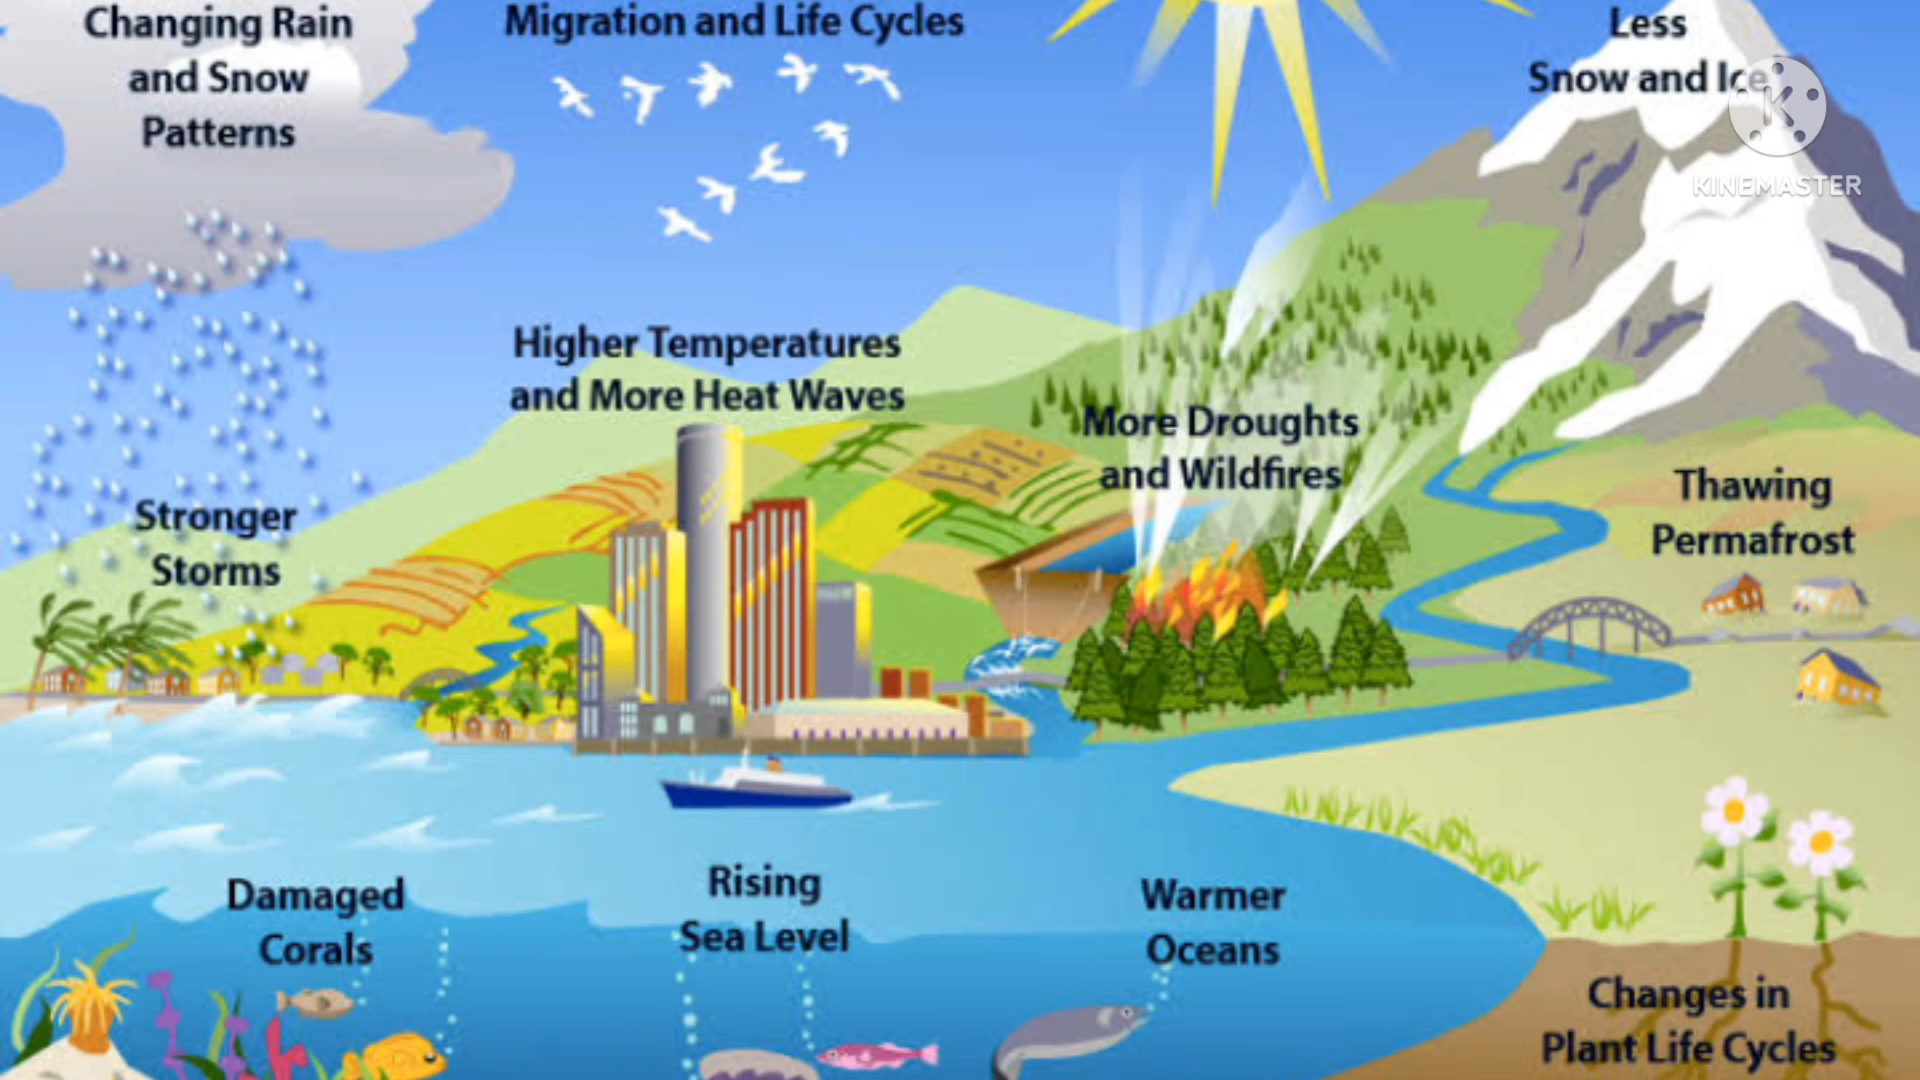 Changing Rain
and Snow
Patterns
Migration and Life Cycles
Less
Snow and Ice
KINEMASTER
Higher Temperatures
and More Heat Waves
More Droughts
and Wildfires
Stronger
Storms
Thawing
Permafrost
Damaged
Corals
Rising
Sea Level
Warmer
Oceans
Changes in
Plant Life Cycles